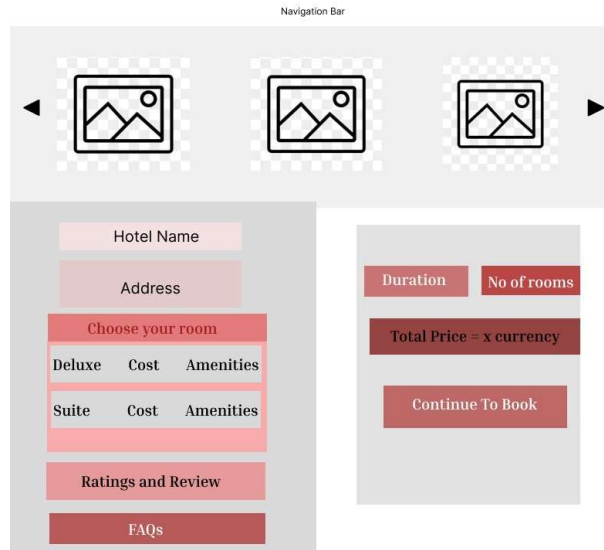 Navigation Bar
Hotel Name
Address
Choose your room
Deluxe Cost Amenities
Suite Cost Amenities
Ratings and Review
FAQs
Duration
No of rooms
Total Price = x currency
Continue To Book